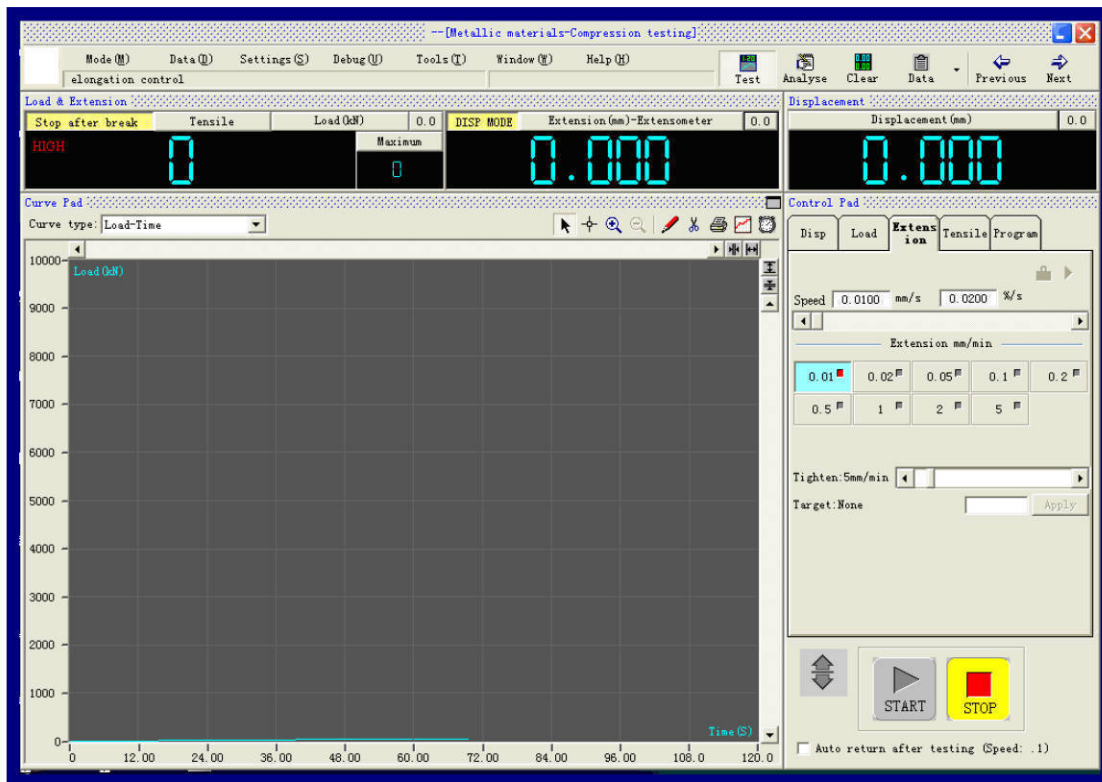 --[Metallic materials-Compression testing]
Mode(M) Data(D) Settings(S) Debug(U) Tools(T) Window(W) Help(H)
Test Analyse Clear Data Previous Next
elongation control
Load & Extension
Displacement
Stop after break Tensile Load(kN) 0.0 DISP MODE Extension(mm)-Extensometer 0.0
Displacement(mm) 0.0
HIGH 0 Maximum 0 0.000
0.000
Curve Pad
Control Pad
Curve type: Load-Time
Disp Load Extens ion Tensile Program
Load(kN)
10000
9000
8000
7000
6000
5000
4000
3000
2000
1000
0
Time(S)
0 12.00 24.00 36.00 48.00 60.00 72.00 84.00 96.00 108.0 120.0
Speed 0.0100 mm/s 0.0200 %/s
Extension mm/min
0.01 0.02 0.05 0.1 0.2
0.5 1 2 5
Tighten:5mm/min
Target:None Apply
START STOP
Auto return after testing (Speed: .1)